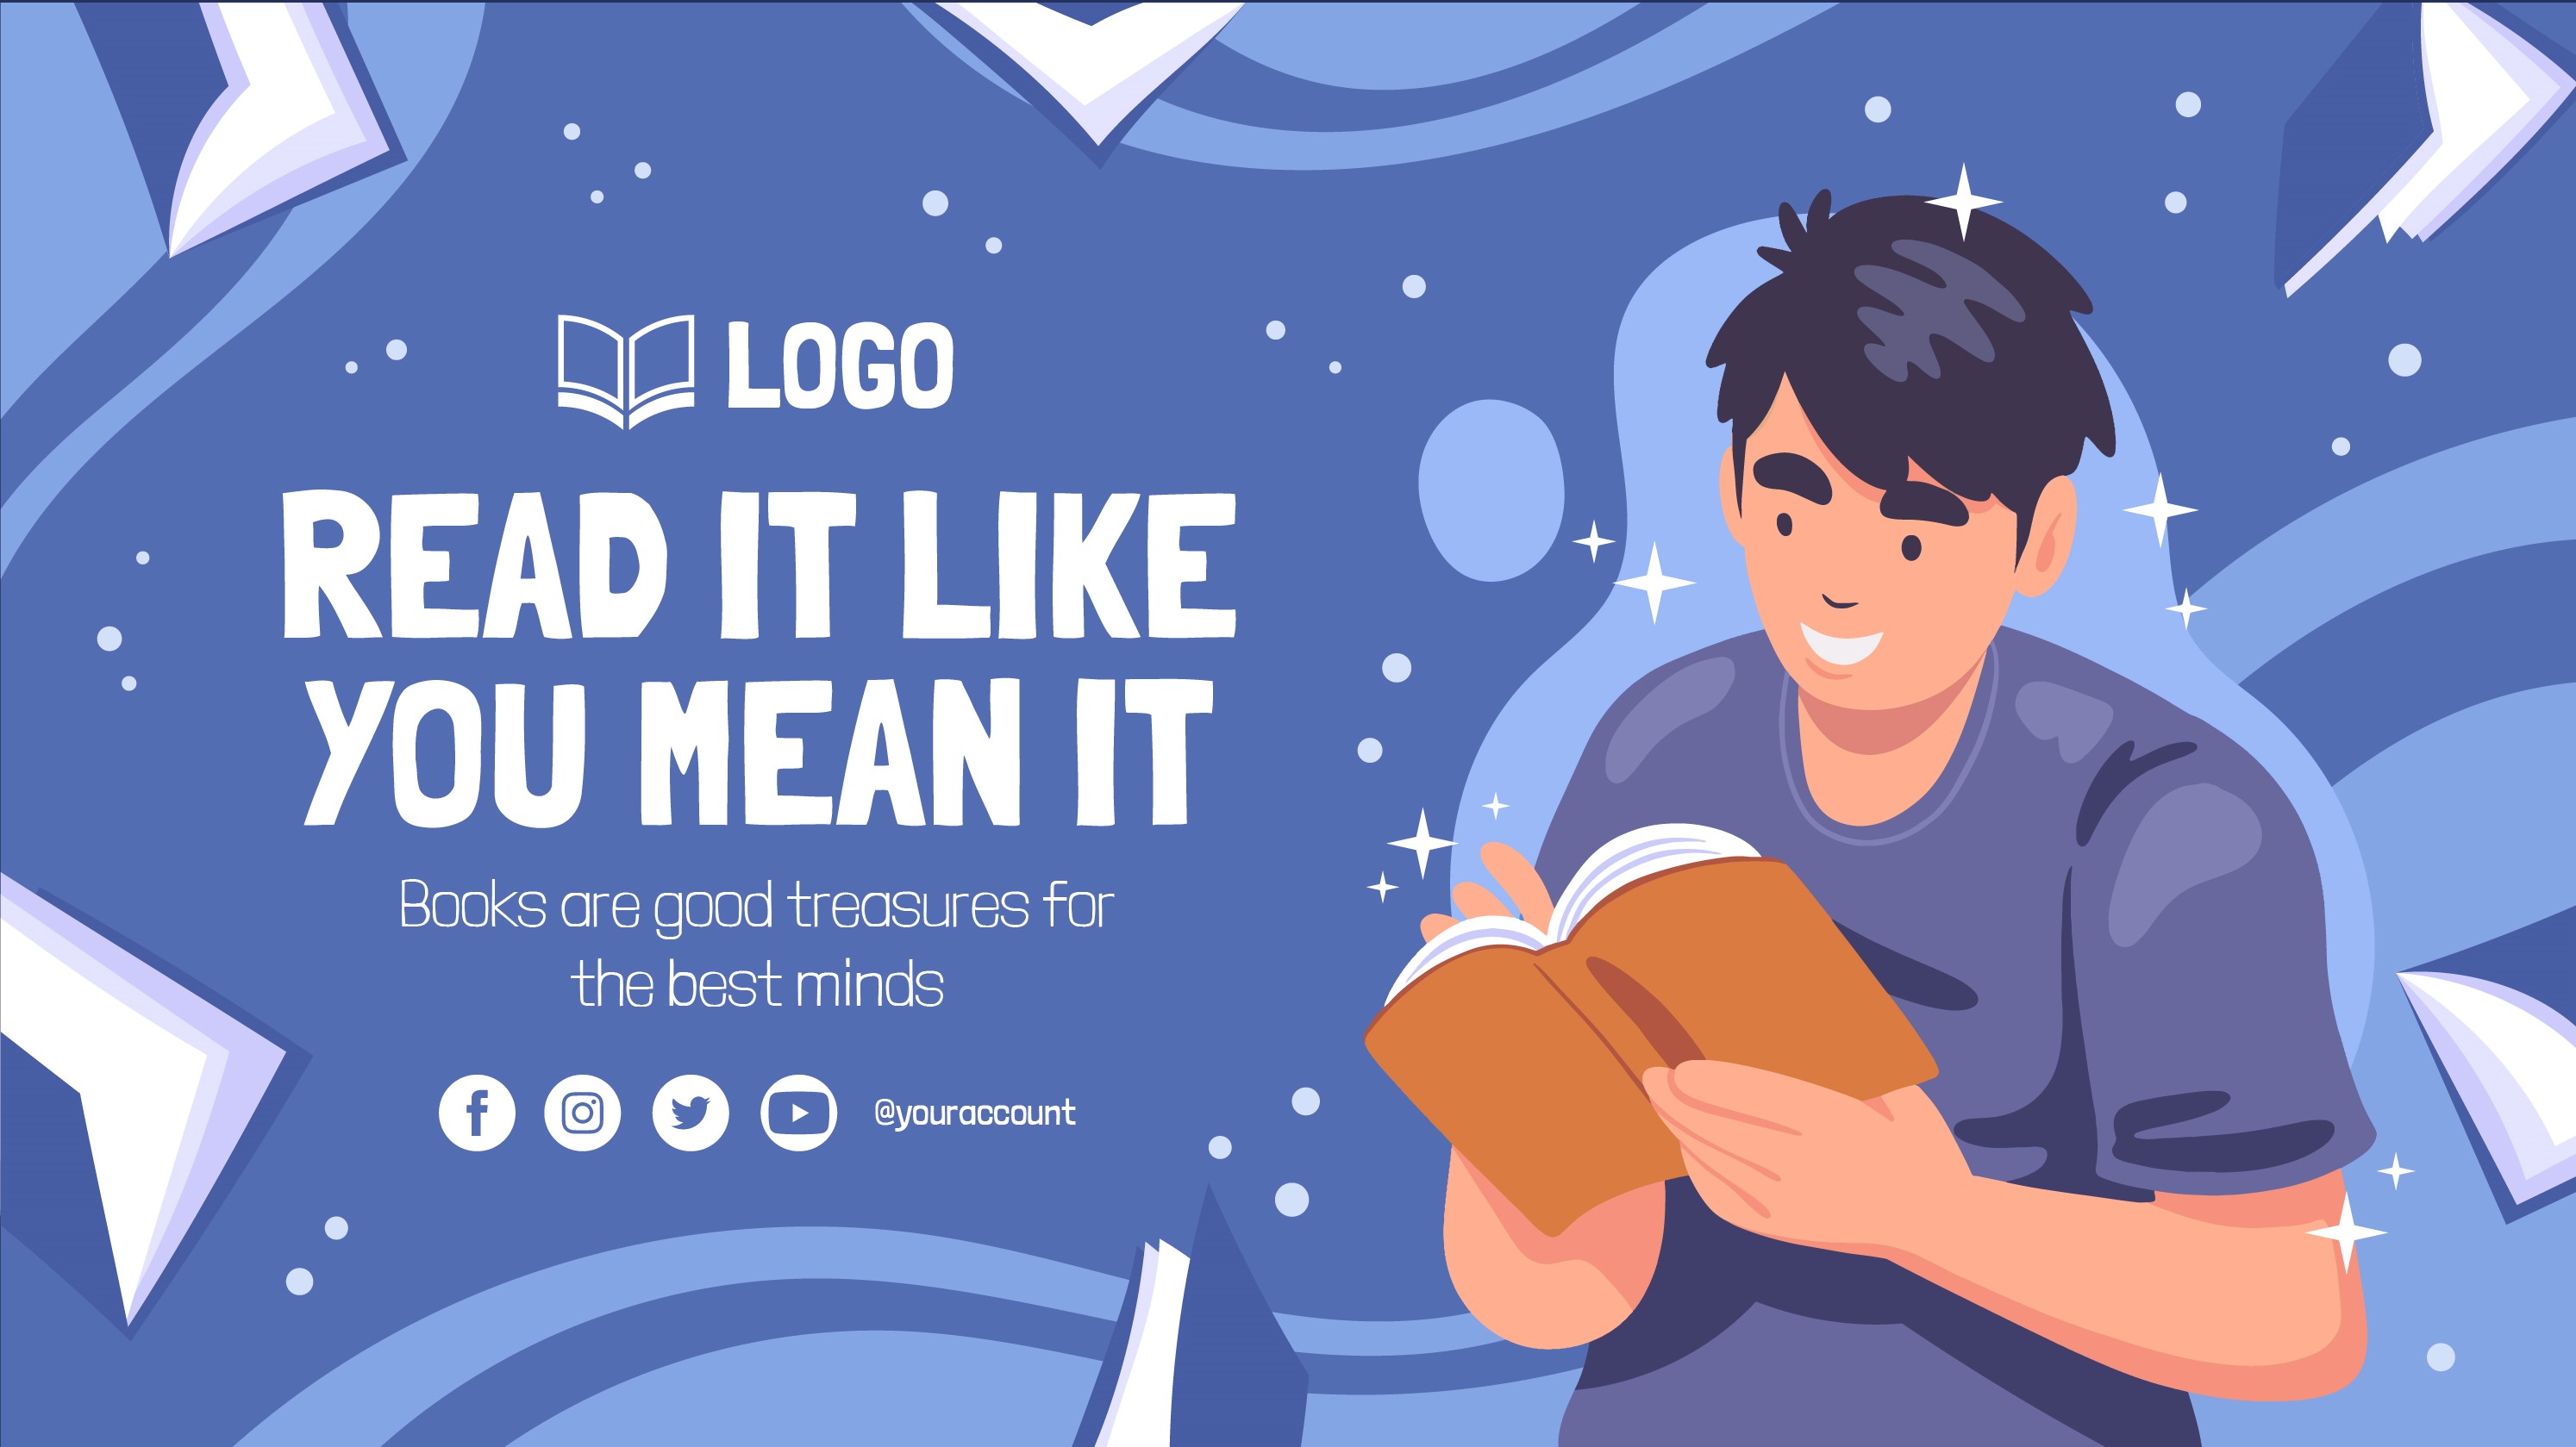 LOGO
READ IT LIKE
YOU MEAN IT
Books are good treasures for
the best minds
@youraccount